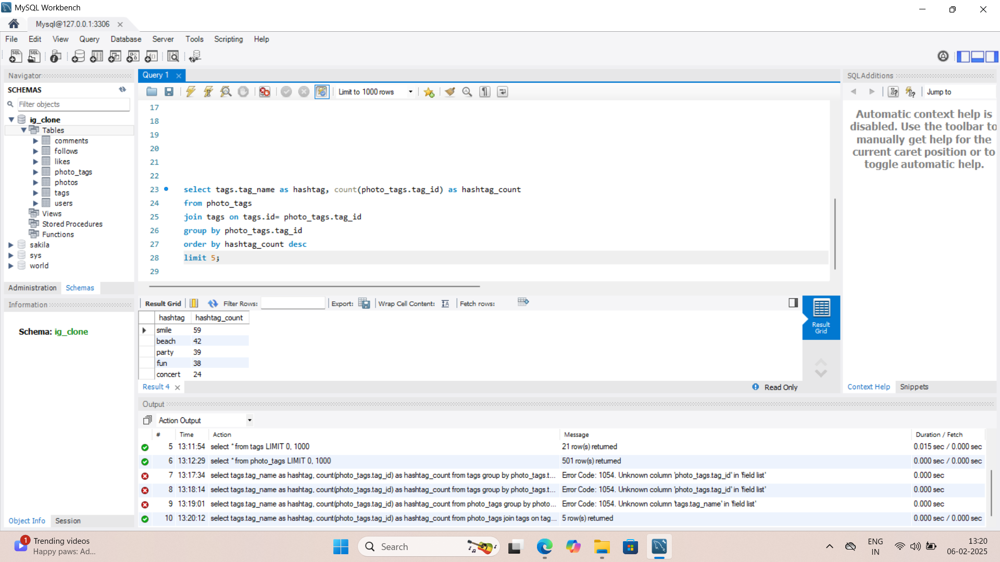 MySQL Workbench
Mysql@127.0.0.1:3306
File Edit View Query Database Server Tools Scripting Help
Navigator
SCHEMAS
Filter objects
ig_clone
Tables
comments
follows
likes
photo_tags
photos
tags
users
Views
Stored Procedures
Functions
sakila
sys
world
Administration Schemas
Information
Schema: ig_clone
Object Info Session
Query 1
Limit to 1000 rows
17
18
19
20
21
22
23 select tags.tag_name as hashtag, count(photo_tags.tag_id) as hashtag_count
24 from photo_tags
25 join tags on tags.id= photo_tags.tag_id
26 group by photo_tags.tag_id
27 order by hashtag_count desc
28 limit 5;
29
Result Grid Filter Rows: Export: Wrap Cell Content: Fetch rows:
hashtag hashtag_count
smile 59
beach 42
party 39
fun 38
concert 24
Result Grid
Result 4
Read Only
SQLAdditions
Jump to
Automatic context help is
disabled. Use the toolbar to
manually get help for the
current caret position or to
toggle automatic help.
Context Help Snippets
Output
Action Output
# Time Action Message Duration / Fetch
5 13:11:54 select * from tags LIMIT 0, 1000 21 row(s) returned 0.015 sec / 0.000 sec
6 13:12:29 select * from photo_tags LIMIT 0, 1000 501 row(s) returned 0.000 sec / 0.000 sec
7 13:17:34 select tags.tag_name as hashtag, count(photo_tags.tag_id) as hashtag_count from tags group by photo_tags.t... Error Code: 1054. Unknown column 'photo_tags.tag_id' in 'field list' 0.000 sec
8 13:18:14 select tags.tag_name as hashtag, count(photo_tags.tag_id) as hashtag_count from tags group by photo_tags.t... Error Code: 1054. Unknown column 'photo_tags.tag_id' in 'field list' 0.000 sec
9 13:19:01 select tags.tag_name as hashtag, count(photo_tags.tag_id) as hashtag_count from photo_tags group by photo... Error Code: 1054. Unknown column 'tags.tag_name' in 'field list' 0.000 sec
10 13:20:12 select tags.tag_name as hashtag, count(photo_tags.tag_id) as hashtag_count from photo_tags join tags on tag... 5 row(s) returned 0.000 sec / 0.000 sec
1
Trending videos
Happy paws: Ad...
Search
ENG
IN
13:20
06-02-2025